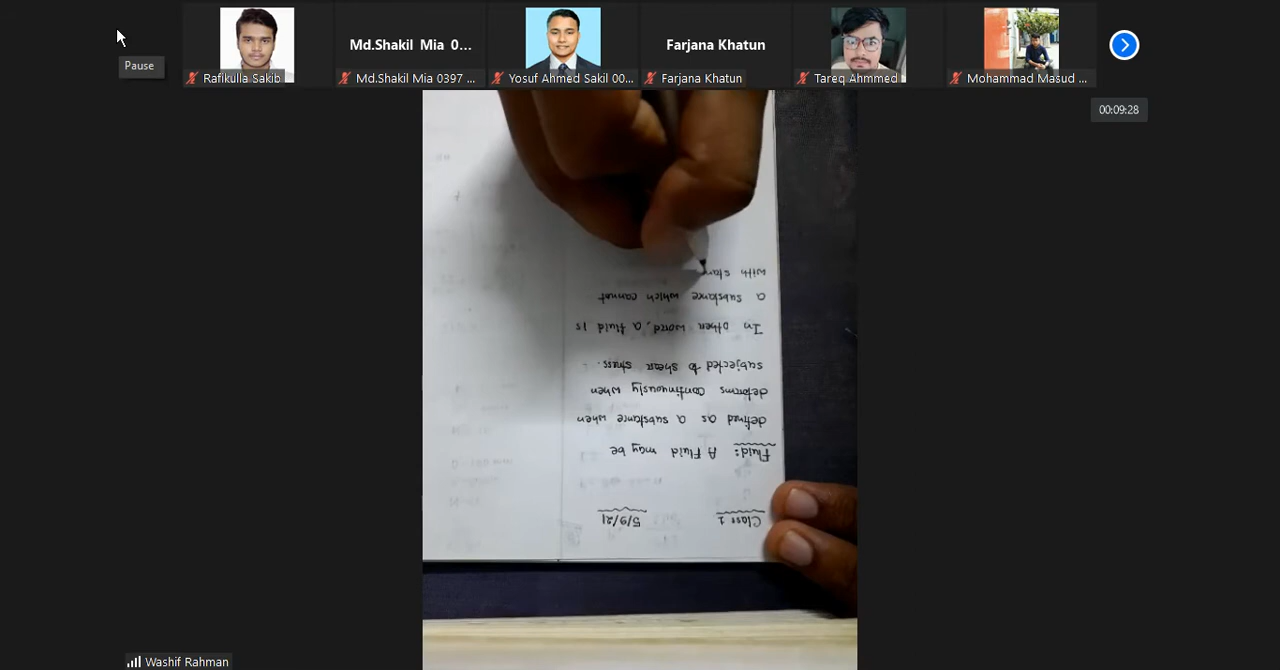 Pause
Rafikulla Sakib
Md.Shakil Mia 0...
Md.Shakil Mia 0397 ...
Yosuf Ahmed Sakil 00...
Farjana Khatun
Farjana Khatun
Tareq Ahmmed
Mohammad Masud ...
00:09:28
Class 1 5/9/21
Fluid: A Fluid may be
defined as a substance when
deforms continuously when
subjected to shear stress.
In other word, a fluid is
a substance which cannot
with stan
Washif Rahman